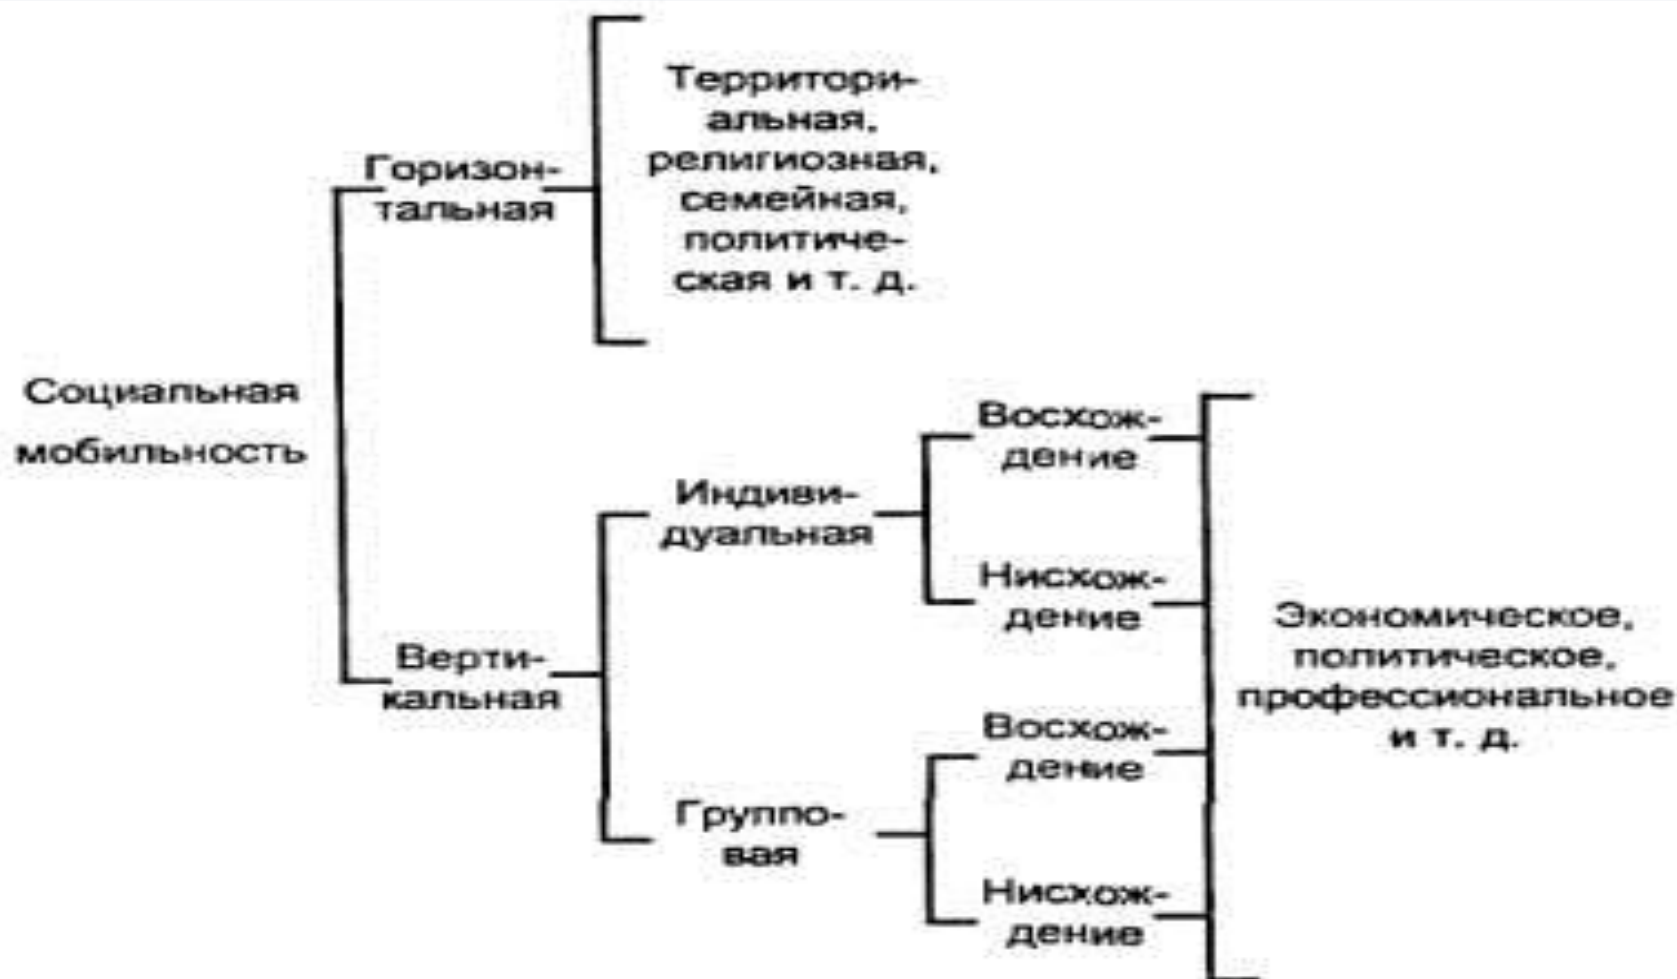 Социальная
мобильность
Горизон-
тальная
Территори-
альная,
религиозная,
семейная,
политиче-
ская и т. д.
Верти-
кальная
Индиви-
дуальная
Восхож-
дение
Нисхож-
дение
Группо-
вая
Восхож-
дение
Нисхож-
дение
Экономическое,
политическое,
профессиональное
и т. д.